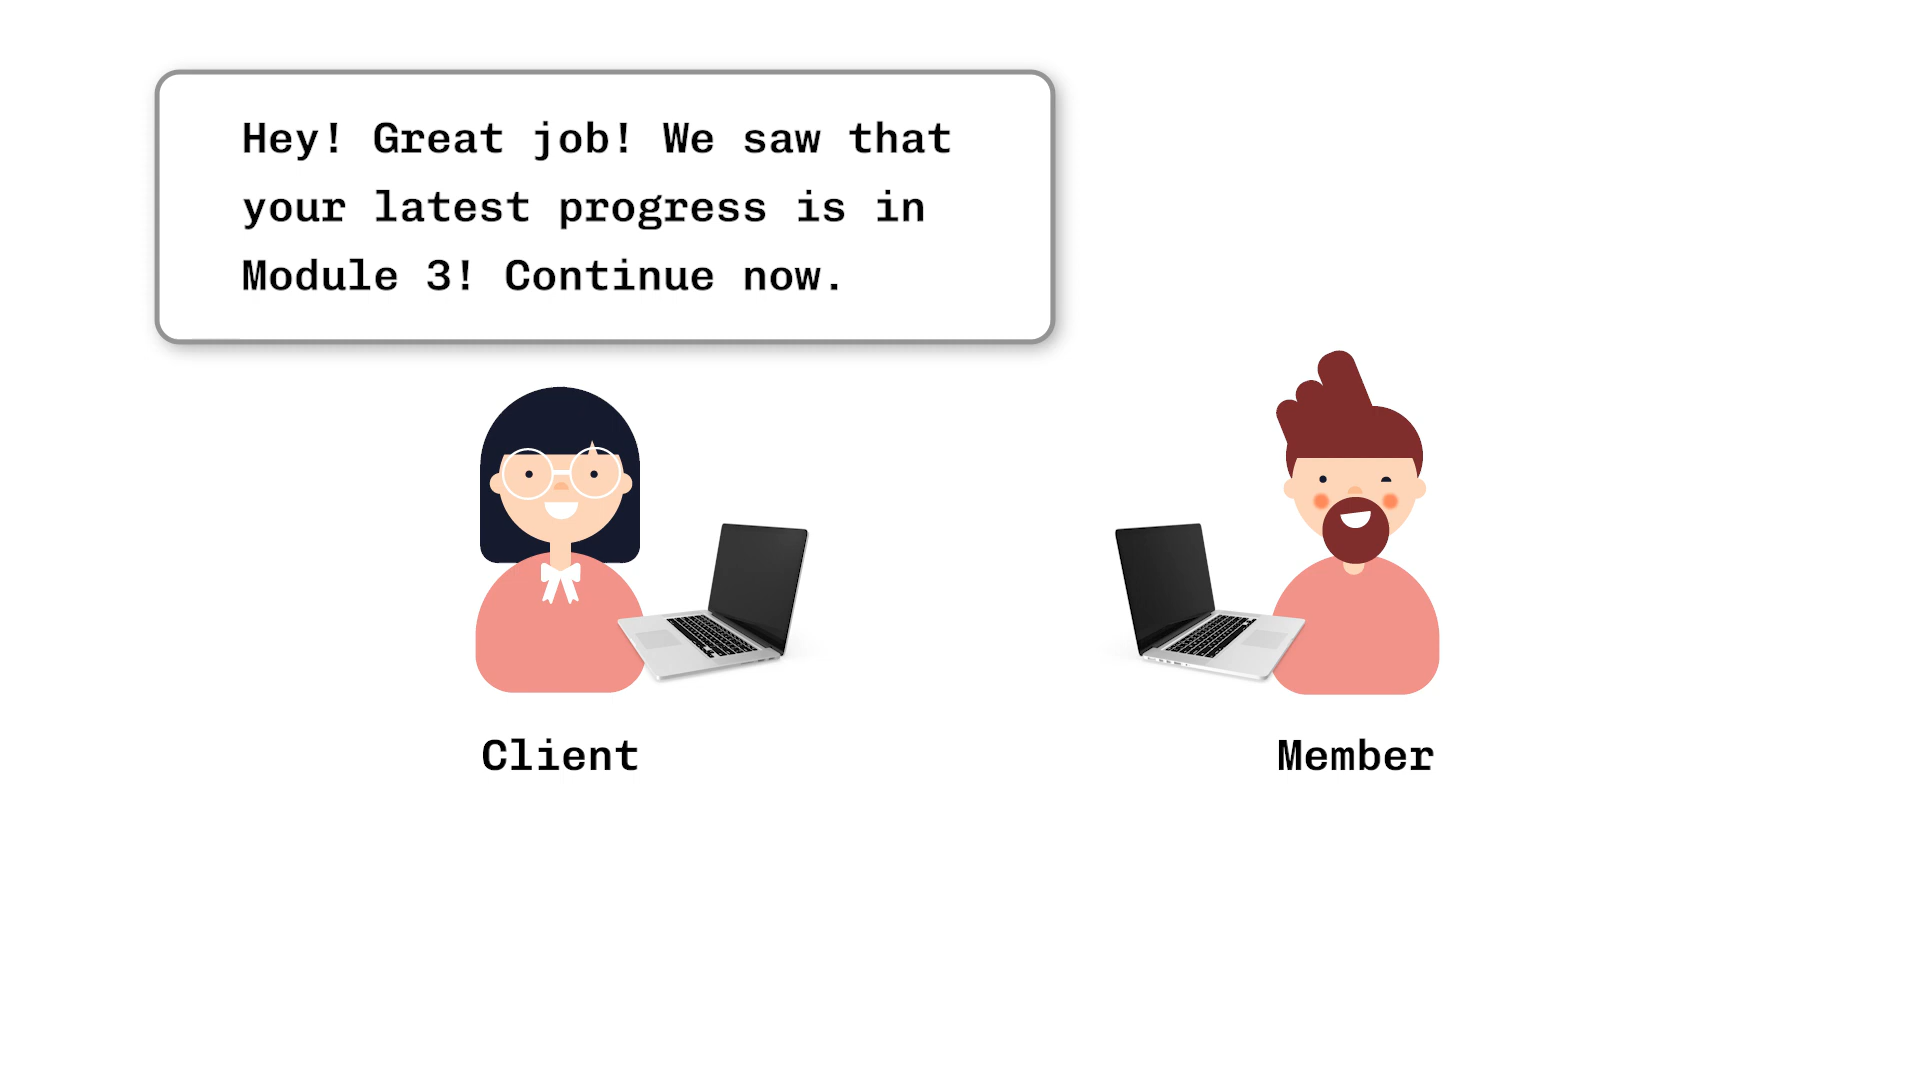 Hey! Great job! We saw that
your latest progress is in
Module 3! Continue now.
Client
Member